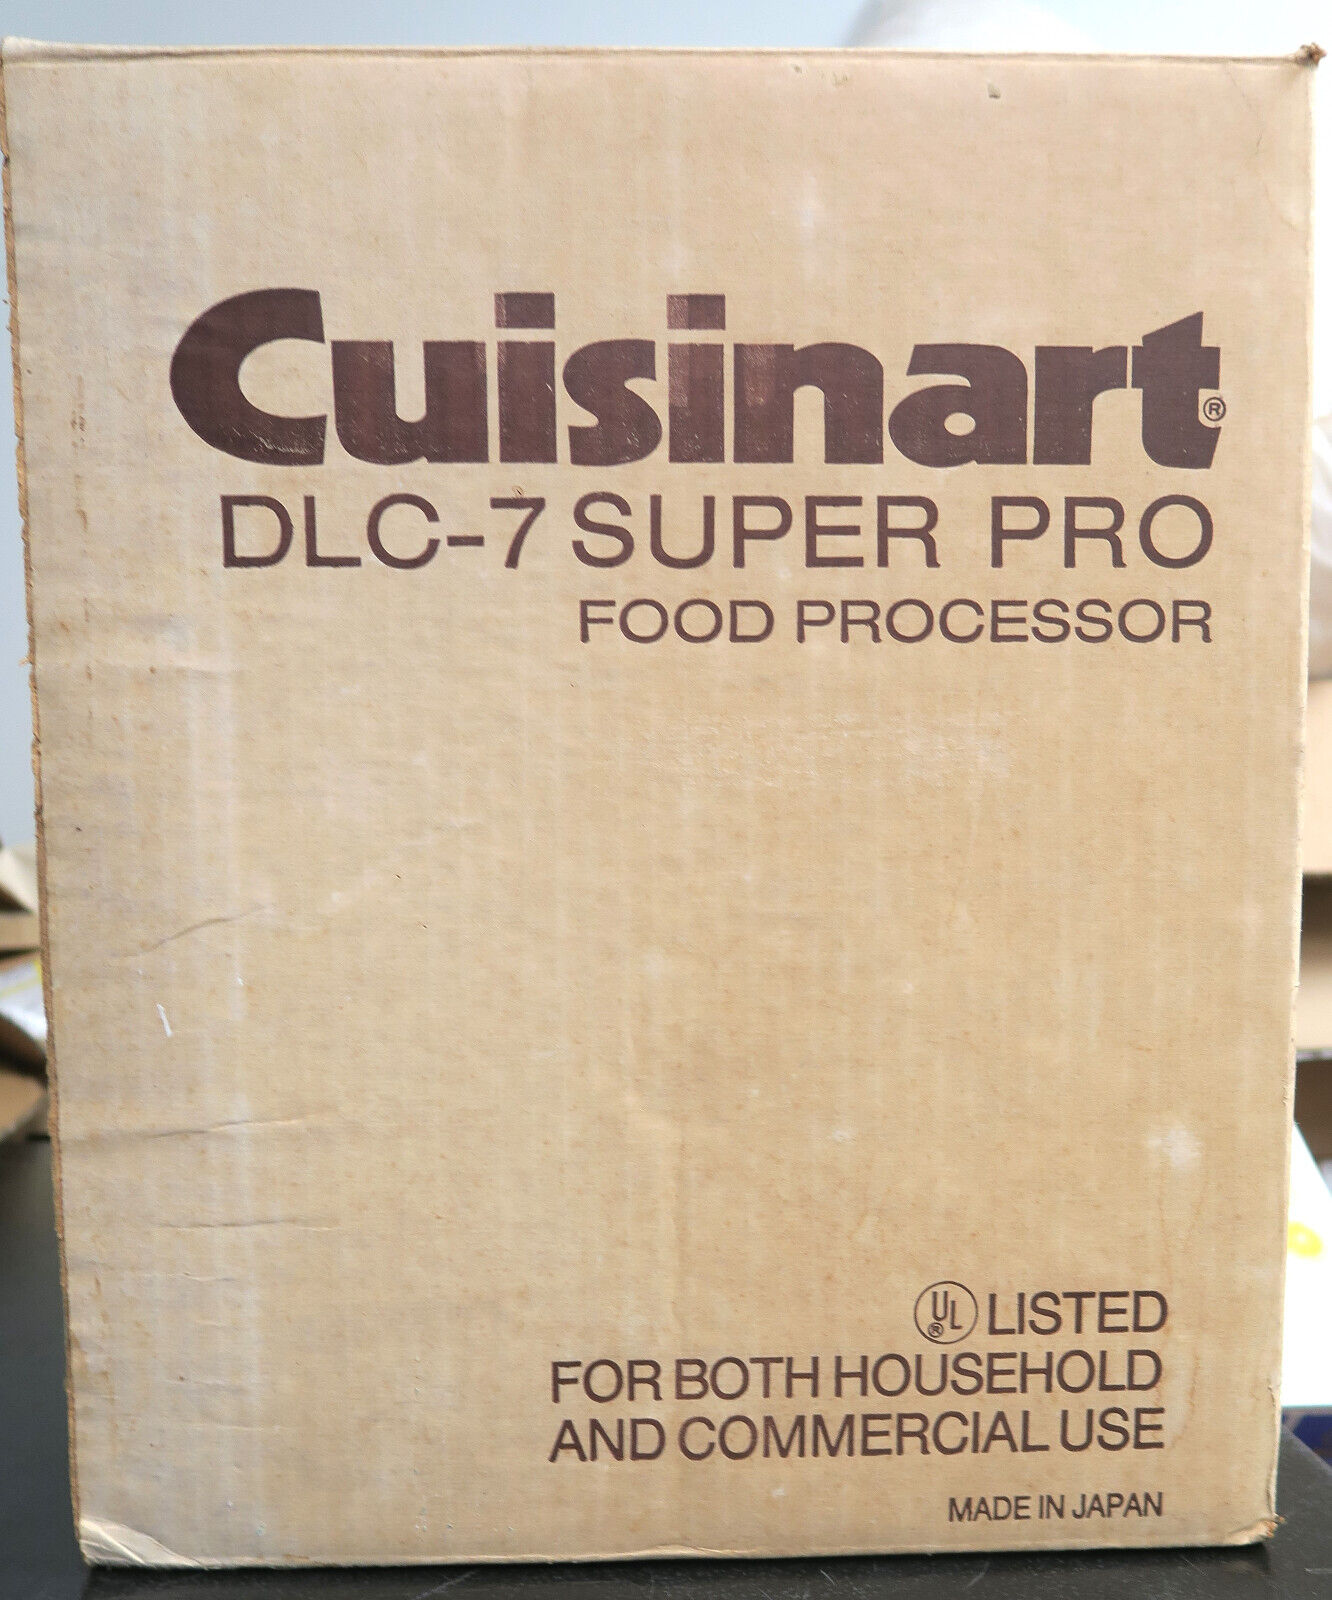 Cuisinart®
DLC-7 SUPER PRO
FOOD PROCESSOR
UL® LISTED
FOR BOTH HOUSEHOLD
AND COMMERCIAL USE
MADE IN JAPAN